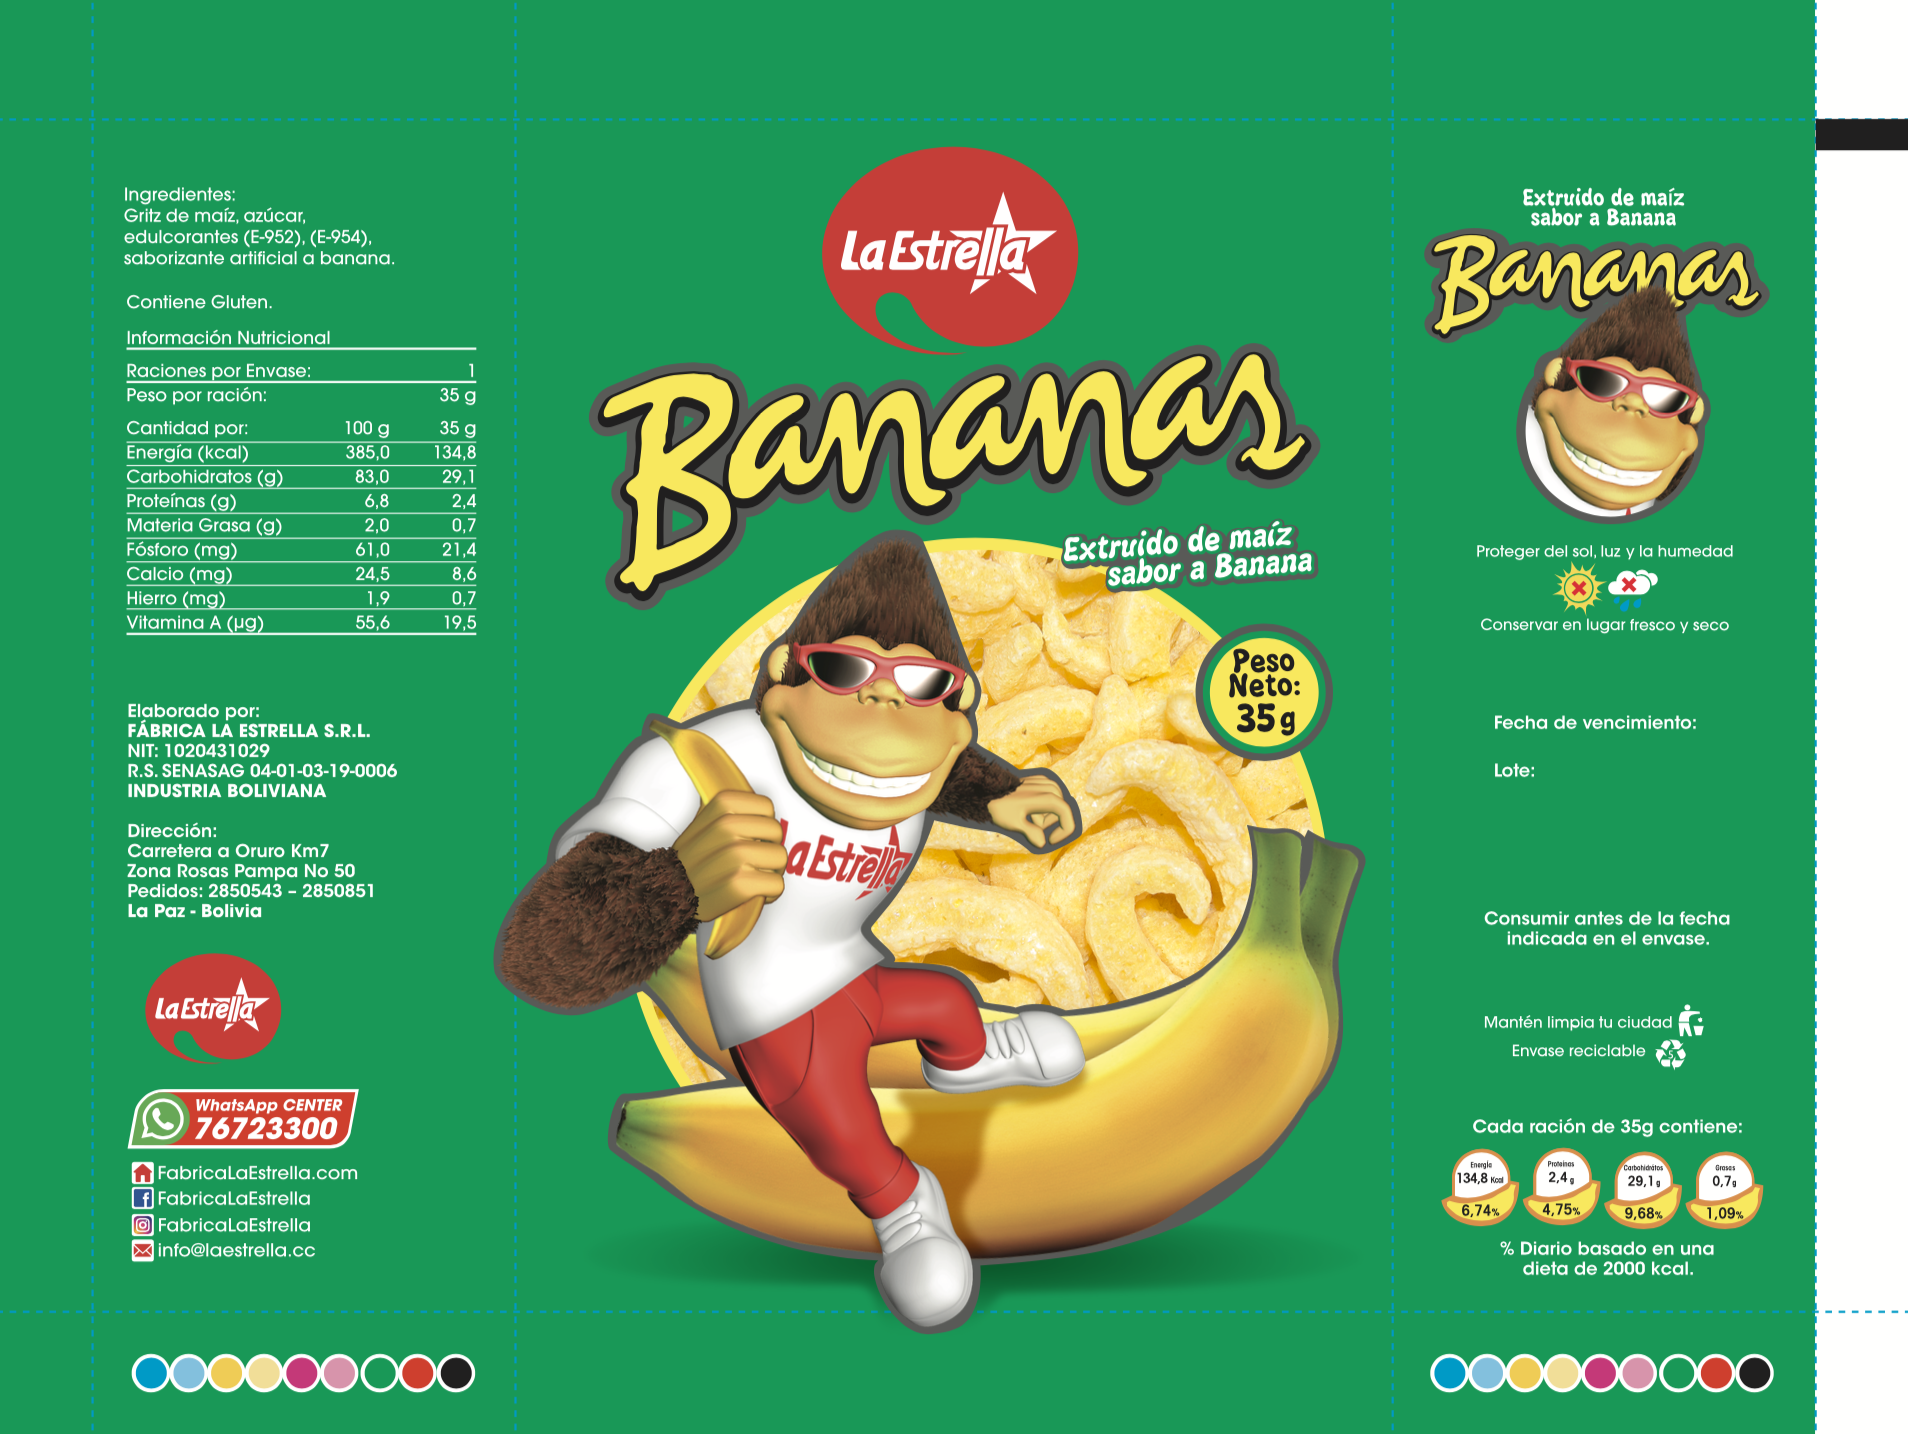 Ingredientes:
Gritz de maíz, azúcar,
edulcorantes (E-952), (E-954),
saborizante artificial a banana.
Contiene Gluten.
Información Nutricional
Raciones por Envase: 1
Peso por ración: 35 g
Cantidad por: 100 g 35 g
Energía (kcal) 385,0 134,8
Carbohidratos (g) 83,0 29,1
Proteínas (g) 6,8 2,4
Materia Grasa (g) 2,0 0,7
Fósforo (mg) 61,0 21,4
Calcio (mg) 24,5 8,6
Hierro (mg) 1,9 0,7
Vitamina A (µg) 55,6 19,5
Elaborado por:
FÁBRICA LA ESTRELLA S.R.L.
NIT: 1020431029
R.S. SENASAG 04-01-03-19-0006
INDUSTRIA BOLIVIANA
Dirección:
Carretera a Oruro Km7
Zona Rosas Pampa No 50
Pedidos: 2850543 – 2850851
La Paz - Bolivia
La Estrella
WhatsApp CENTER
76723300
FabricaLaEstrella.com
FabricaLaEstrella
FabricaLaEstrella
info@laestrella.cc
La Estrella
Bananas
Extruido de maíz
sabor a Banana
Peso
Neto:
35 g
La Estrella
Extruido de maíz
sabor a Banana
Bananas
Proteger del sol, luz y la humedad
Conservar en lugar fresco y seco
Fecha de vencimiento:
Lote:
Consumir antes de la fecha
indicada en el envase.
Mantén limpia tu ciudad
Envase reciclable
5
Cada ración de 35g contiene:
Energía Proteínas Carbohidrátos Grasas
134,8 Kcal 2,4 g 29,1 g 0,7 g
6,74% 4,75% 9,68% 1,09%
% Diario basado en una
dieta de 2000 kcal.